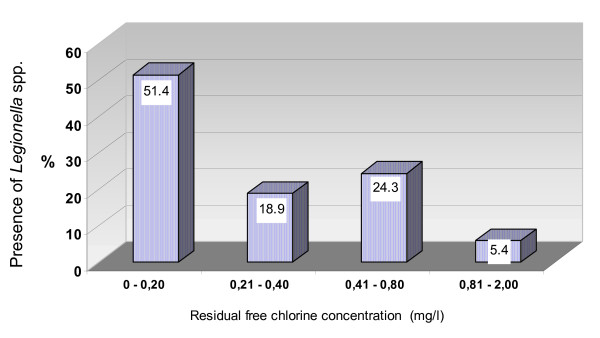 Presence of Legionella spp.
%
60
50
40
30
20
10
0
51.4
18.9
24.3
5.4
0 - 0,20
0,21 - 0,40
0,41 - 0,80
0,81 - 2,00
Residual free chlorine concentration (mg/l)